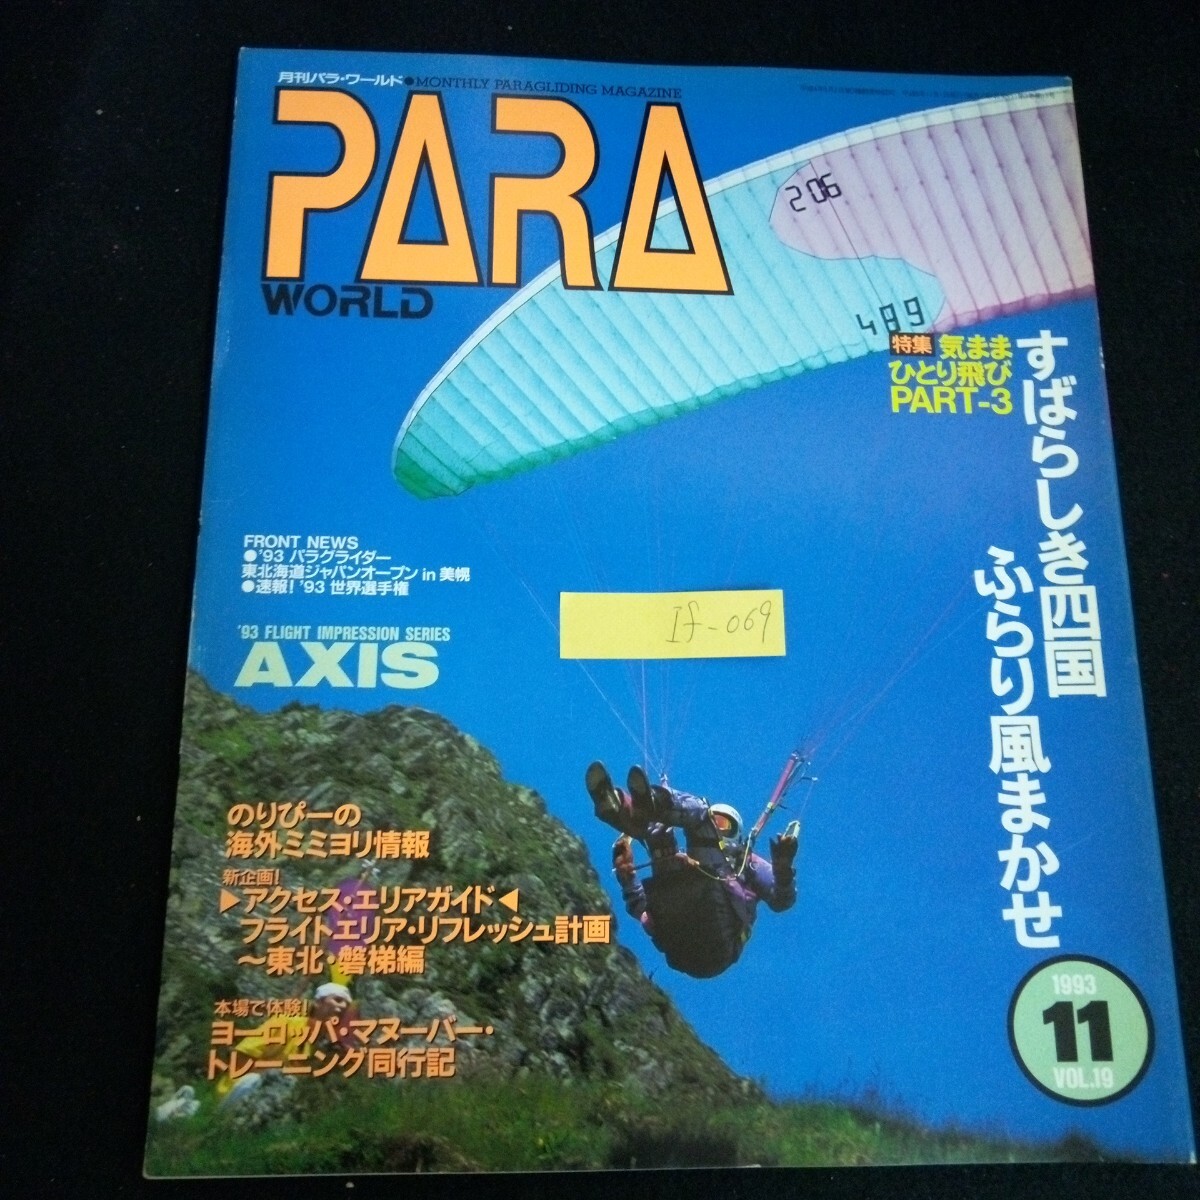 月刊パラ・ワールド●MONTHLY PARAGLIDING MAGAZINE
PARA
WORLD
206
489
特集 気まま
ひとり飛び
PART-3
すばらしき四国
ふらり風まかせ
FRONT NEWS
●'93 パラグライダー
東北海道ジャパンオープン in 美幌
●速報！'93 世界選手権
'93 FLIGHT IMPRESSION SERIES
AXIS
If-069
のりぴーの
海外ミミヨリ情報
新企画！
▶アクセス・エリアガイド◀
フライトエリア・リフレッシュ計画
〜東北・磐梯編
本場で体験！
ヨーロッパ・マヌーバー・
トレーニング同行記
1993
11
VOL.19